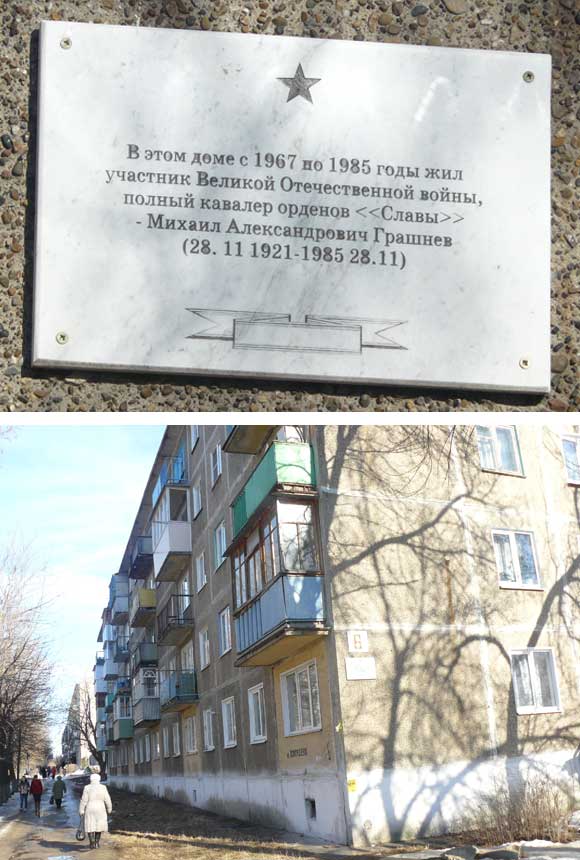 В этом доме с 1967 по 1985 годы жил
участник Великой Отечественной войны,
полный кавалер орденов <<Славы>>
- Михаил Александрович Грашнев
(28. 11 1921-1985 28.11)